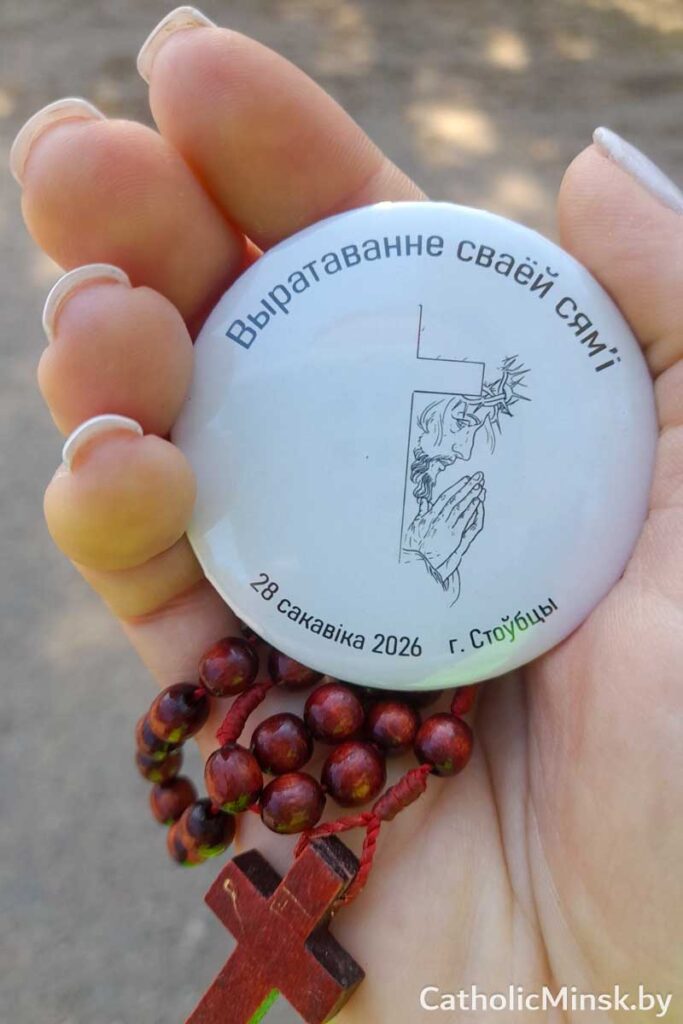 Выратаванне сваёй сям'і
28 сакавіка 2026 г. Стоўбцы
CatholicMinsk.by